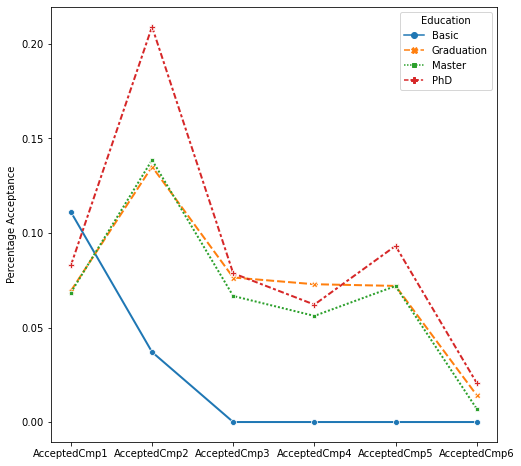 Education
Basic
Graduation
Master
PhD
Percentage Acceptance
0.20
0.15
0.10
0.05
0.00
AcceptedCmp1 AcceptedCmp2 AcceptedCmp3 AcceptedCmp4 AcceptedCmp5 AcceptedCmp6